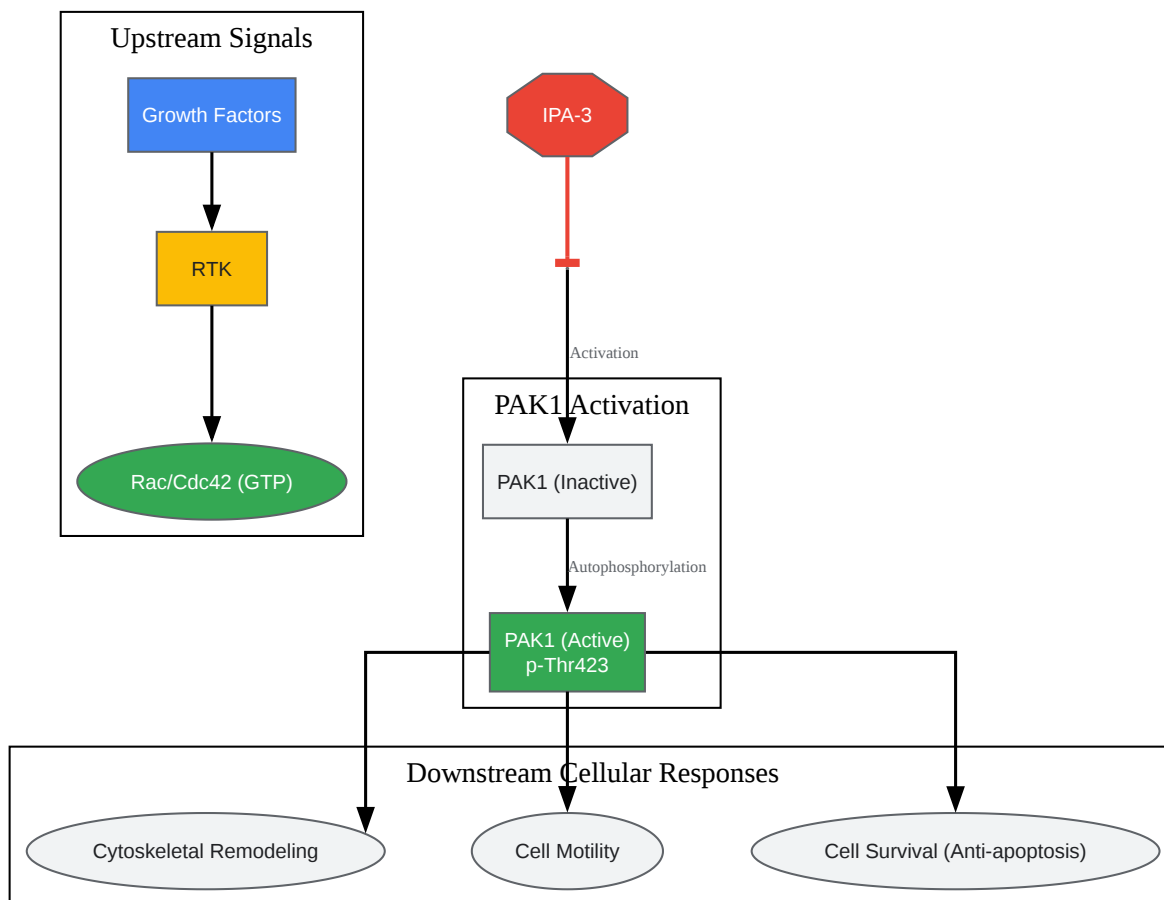 Upstream Signals
Growth Factors
IPA-3
RTK
Activation
PAK1 Activation
Rac/Cdc42 (GTP)
PAK1 (Inactive)
Autophosphorylation
PAK1 (Active)
p-Thr423
Downstream Cellular Responses
Cytoskeletal Remodeling
Cell Motility
Cell Survival (Anti-apoptosis)